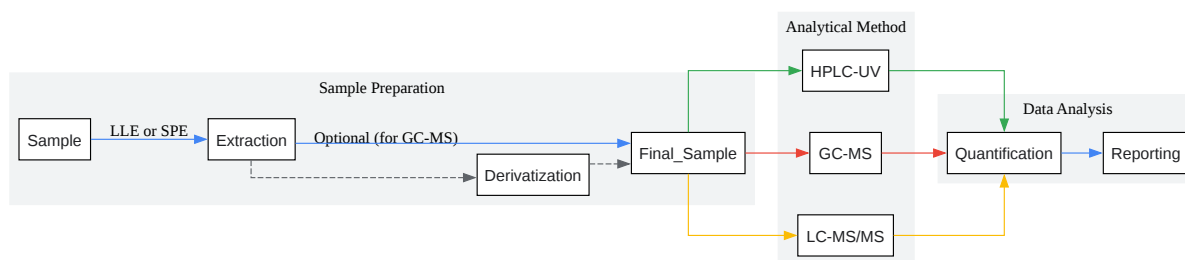 Analytical Method
HPLC-UV
Sample Preparation
Data Analysis
Sample
LLE or SPE
Extraction
Optional (for GC-MS)
Final_Sample
GC-MS
Quantification
Reporting
Derivatization
LC-MS/MS